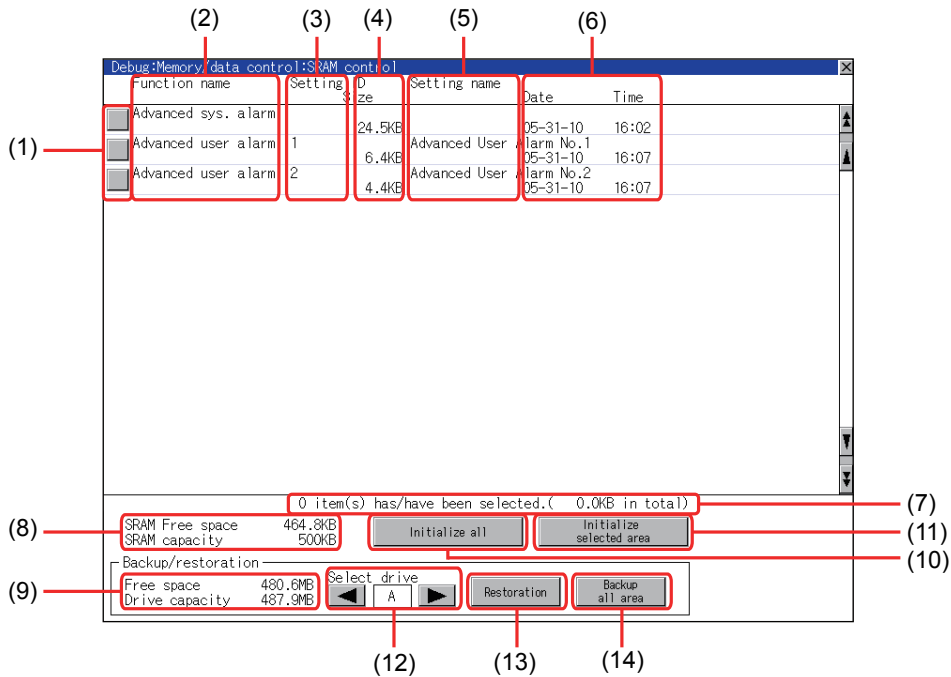 (2) (3) (4) (5) (6)
Debug:Memory/data control:SRAM control
Function name Setting D Setting name
Size Date Time
Advanced sys. alarm
24.5KB 05-31-10 16:02
(1)
Advanced user alarm 1 Advanced User Alarm No.1
6.4KB 05-31-10 16:07
Advanced user alarm 2 Advanced User Alarm No.2
4.4KB 05-31-10 16:07
0 item(s) has/have been selected.( 0.0KB in total)
(7)
(8)
SRAM Free space 464.8KB
SRAM capacity 500KB
Initialize all
Initialize
selected area
(11)
(10)
Backup/restoration
(9)
Free space 480.6MB
Drive capacity 487.9MB
Select drive
A
Restoration
Backup
all area
(12) (13) (14)